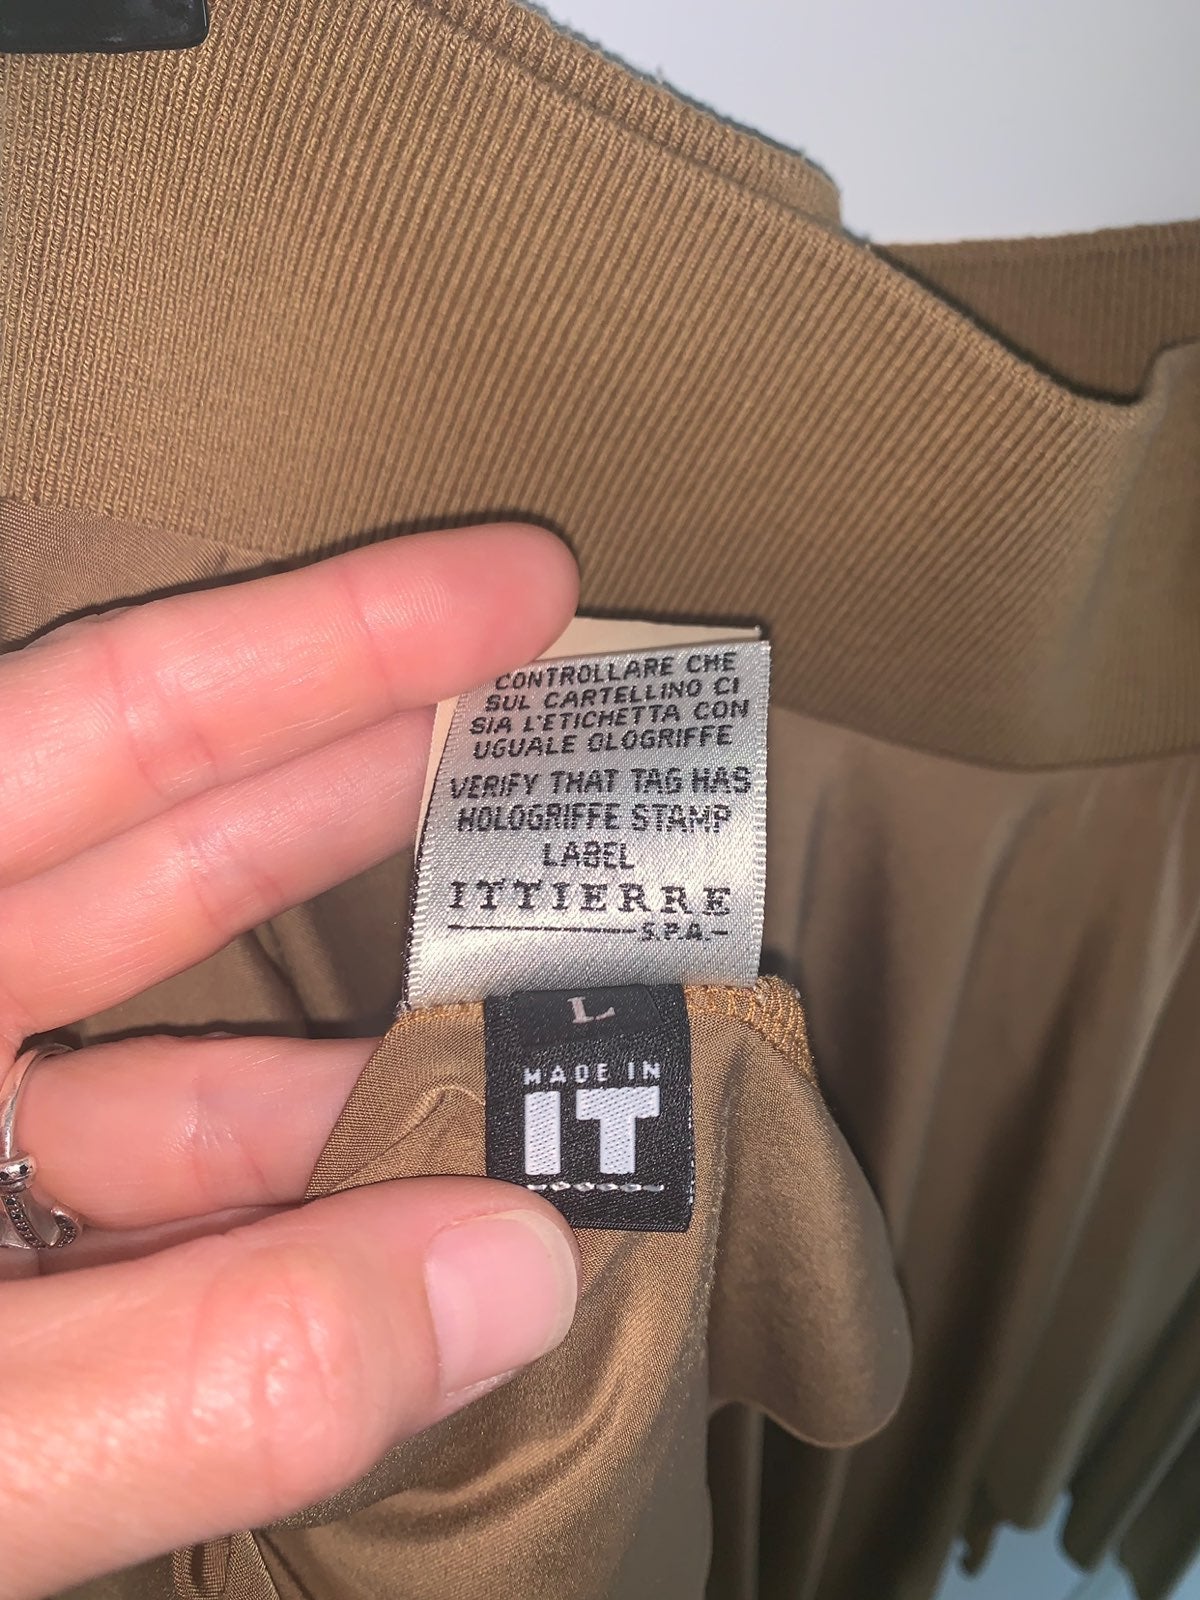 CONTROLLARE CHE
SUL CARTELLINO CI
SIA L'ETICHETTA CON
UGUALE OLOGRIFFE
VERIFY THAT TAG HAS
HOLOGRIFFE STAMP
LABEL
ITTIERRE
S.P.A.
L
MADE IN
IT